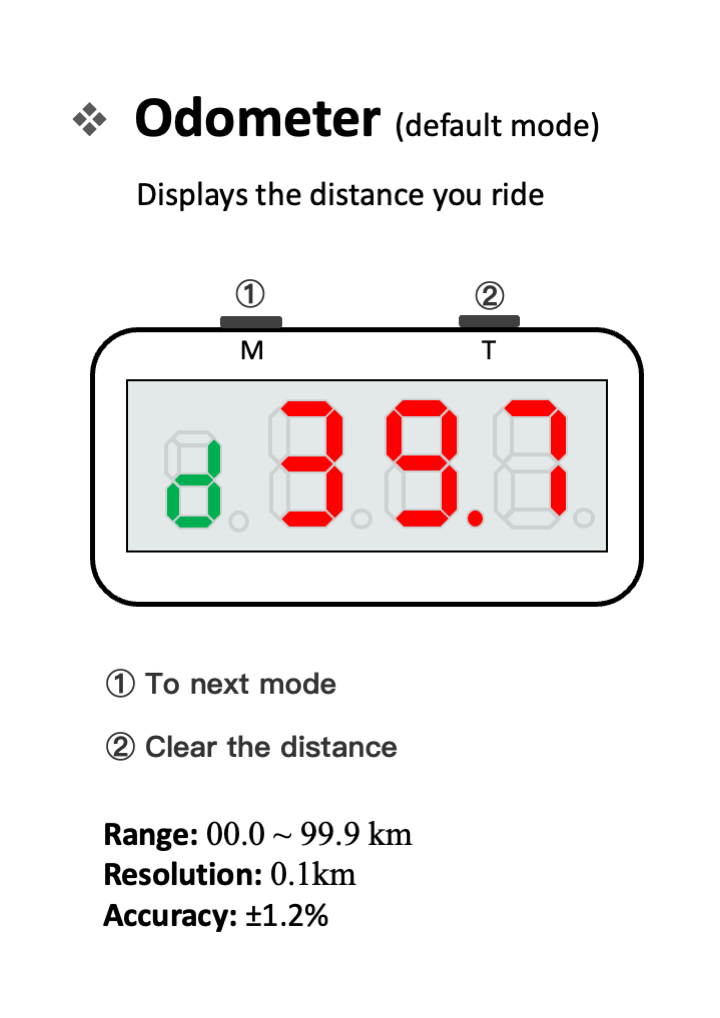 ❖ Odometer (default mode)
Displays the distance you ride
① ②
M T
d 39.7
① To next mode
② Clear the distance
Range: 00.0 ~ 99.9 km
Resolution: 0.1km
Accuracy: ±1.2%